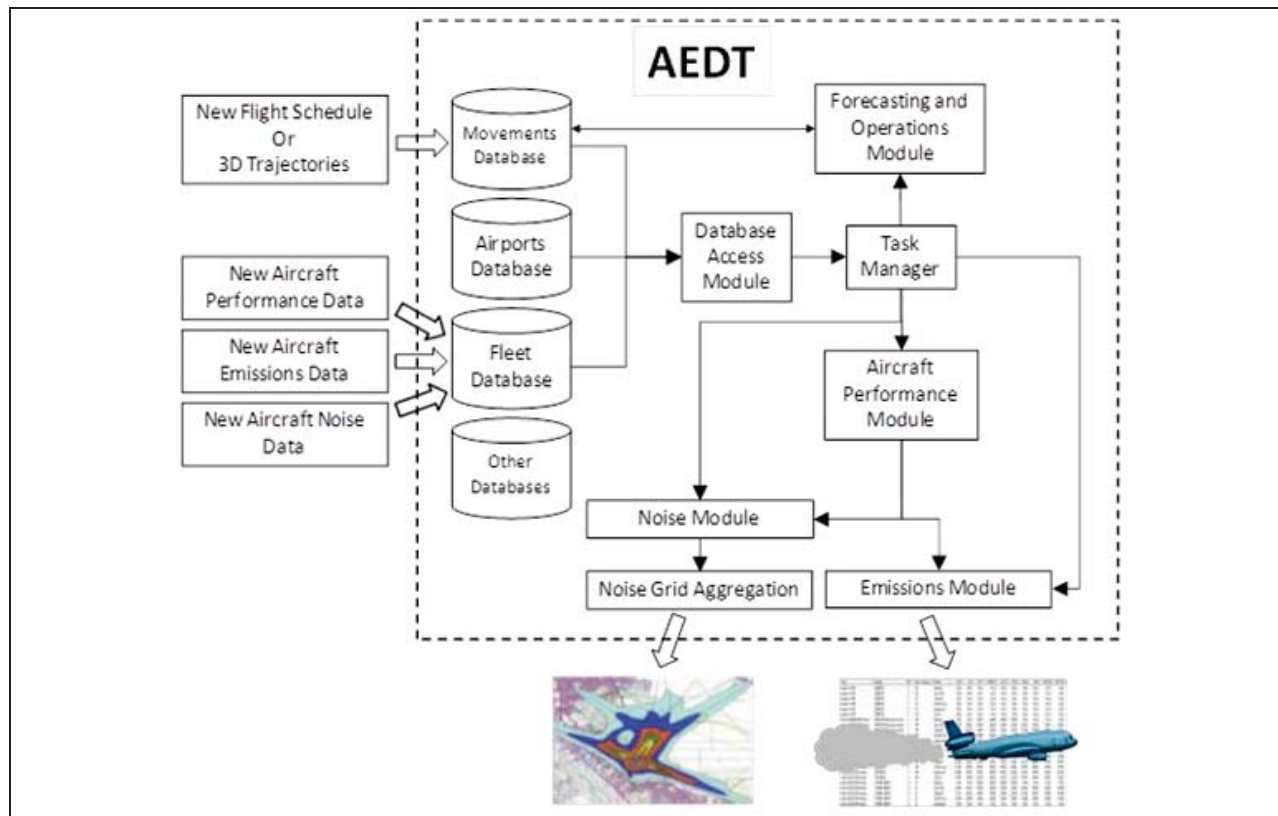 AEDT
New Flight Schedule
Or
3D Trajectories
Movements
Database
Forecasting and
Operations
Module
Airports
Database
Database
Access
Module
Task
Manager
New Aircraft
Performance Data
New Aircraft
Emissions Data
New Aircraft Noise
Data
Fleet
Database
Aircraft
Performance
Module
Other
Databases
Noise Module
Noise Grid Aggregation
Emissions Module